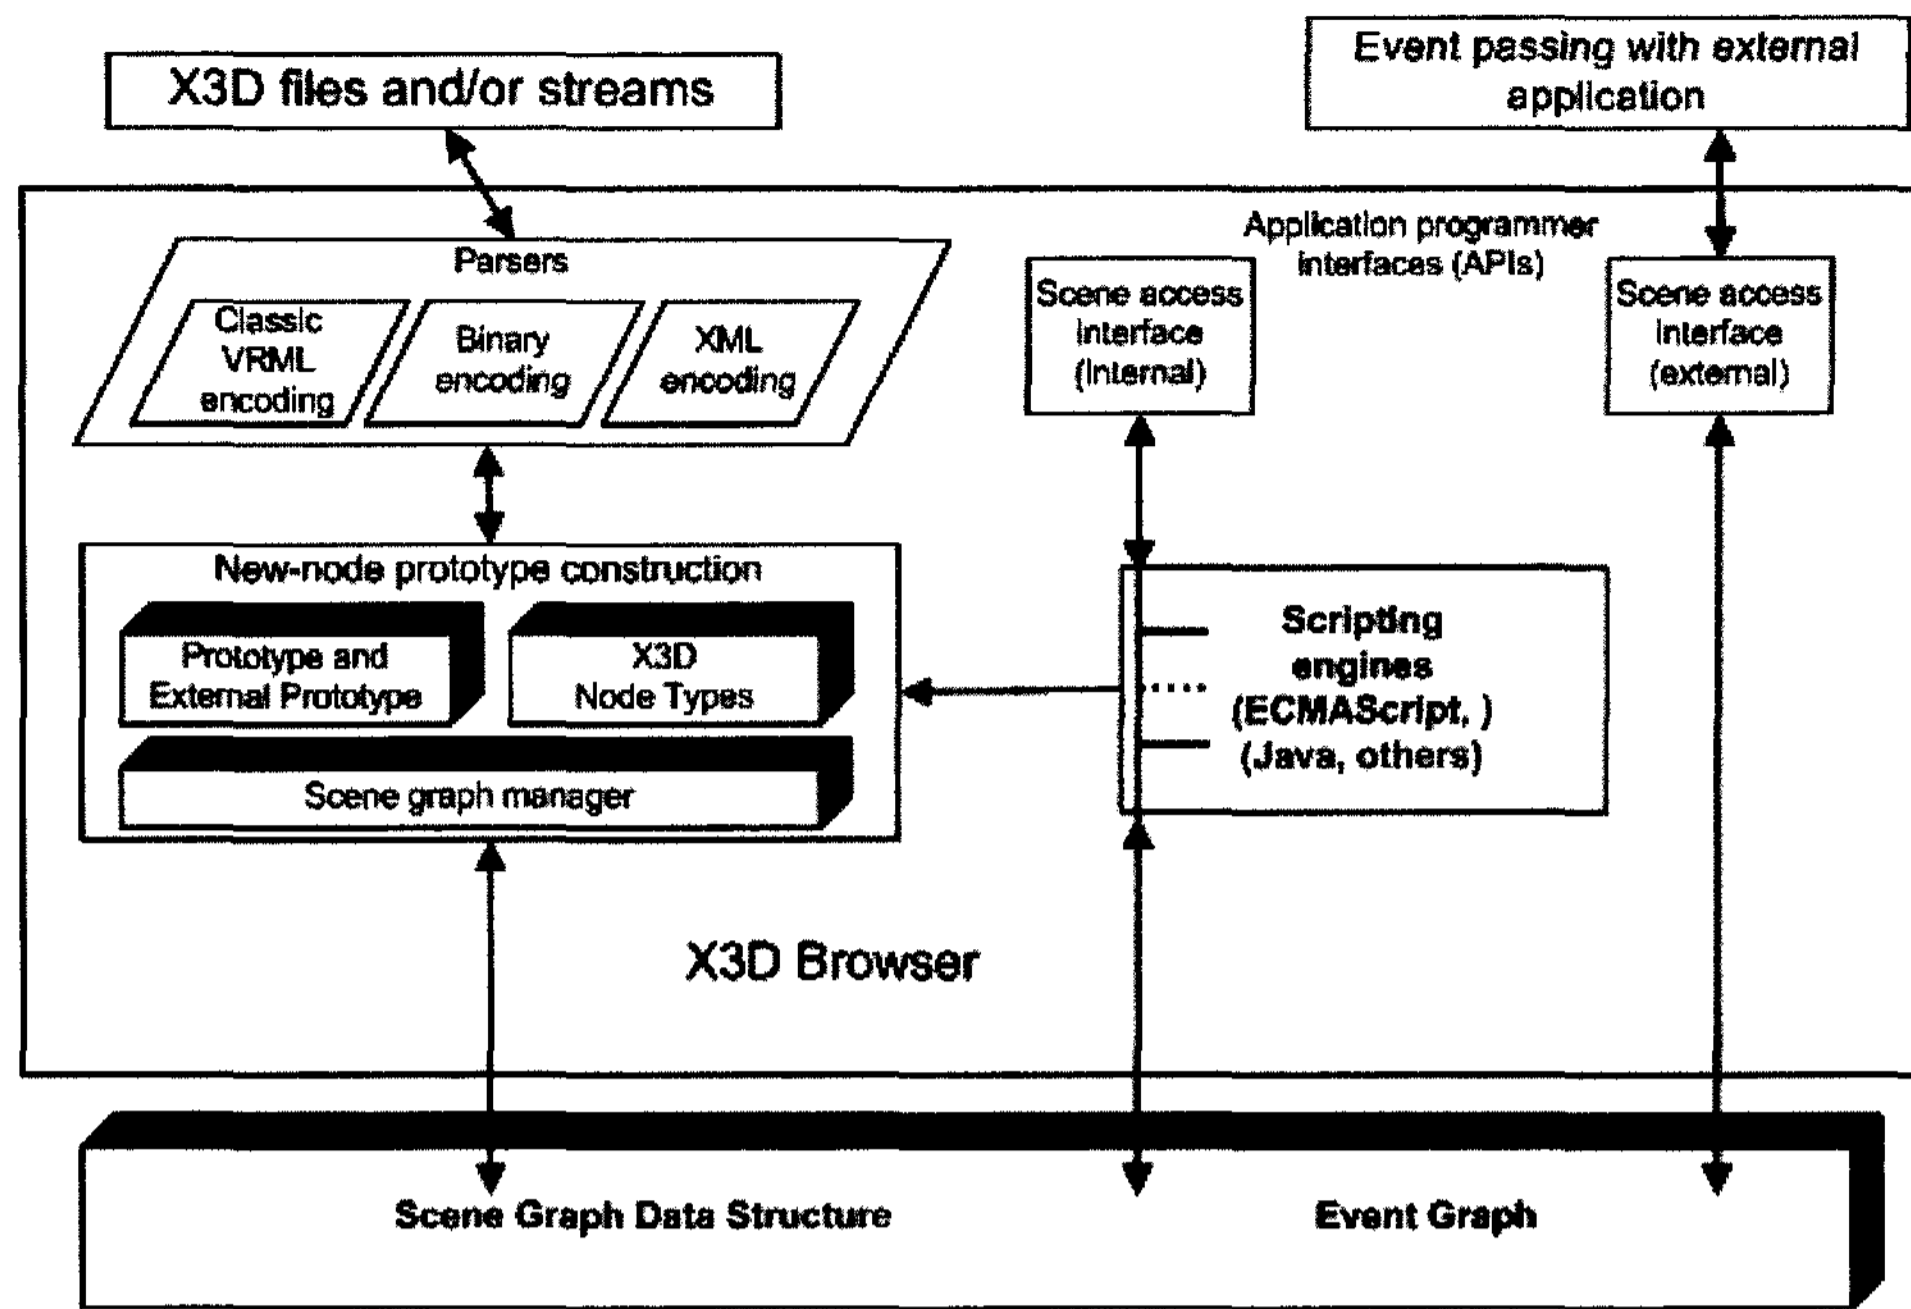 X3D files and/or streams
Event passing with external
application
Parsers
Classic
VRML
encoding
Binary
encoding
XML
encoding
Application programmer
interfaces (APIs)
Scene access
interface
(internal)
Scene access
interface
(external)
New-node prototype construction
Prototype and
External Prototype
X3D
Node Types
Scene graph manager
Scripting
engines
(ECMAScript, )
(Java, others)
X3D Browser
Scene Graph Data Structure
Event Graph